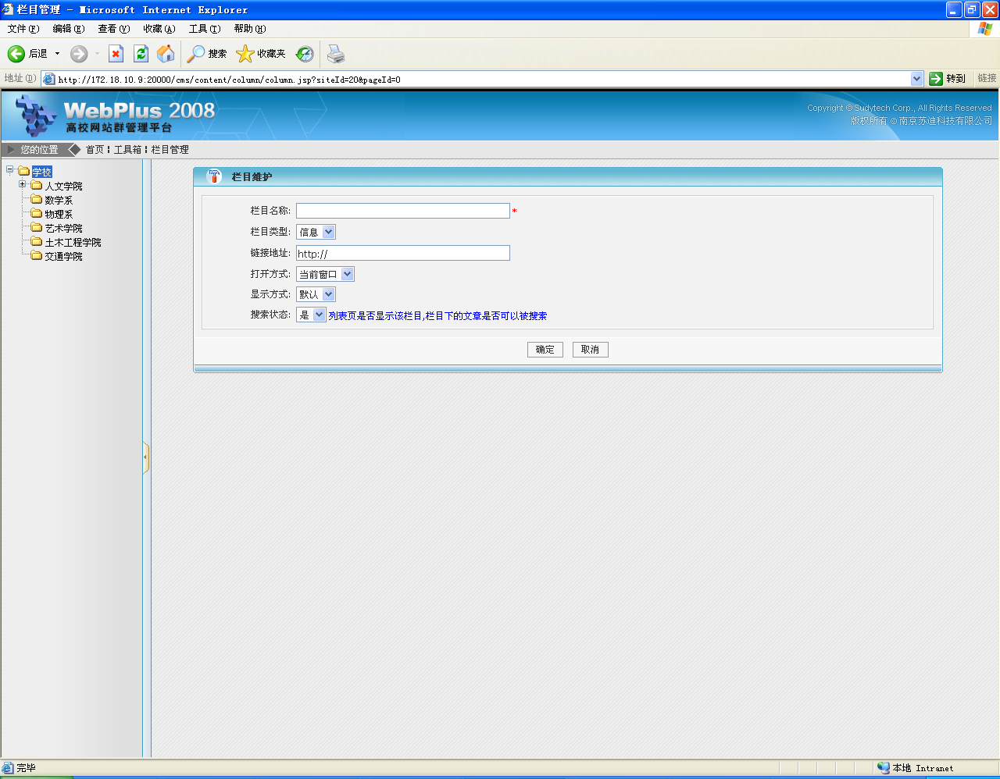 栏目管理 - Microsoft Internet Explorer
文件(F) 编辑(E) 查看(V) 收藏(A) 工具(T) 帮助(H)
后退 搜索 收藏夹
地址(D) http://172.18.10.9:20000/cms/content/column/column.jsp?siteId=20&pageId=0 转到 链接
WebPlus 2008
高校网站群管理平台
Copyright © Sudytech Corp., All Rights Reserved
版权所有 © 南京苏迪科技有限公司
您的位置 首页 工具箱 栏目管理
学校
人文学院
数学系
物理系
艺术学院
土木工程学院
交通学院
栏目维护
栏目名称: *
栏目类型: 信息
链接地址: http://
打开方式: 当前窗口
显示方式: 默认
搜索状态: 是 列表页是否显示该栏目,栏目下的文章是否可以被搜索
确定 取消
完毕 本地 Intranet